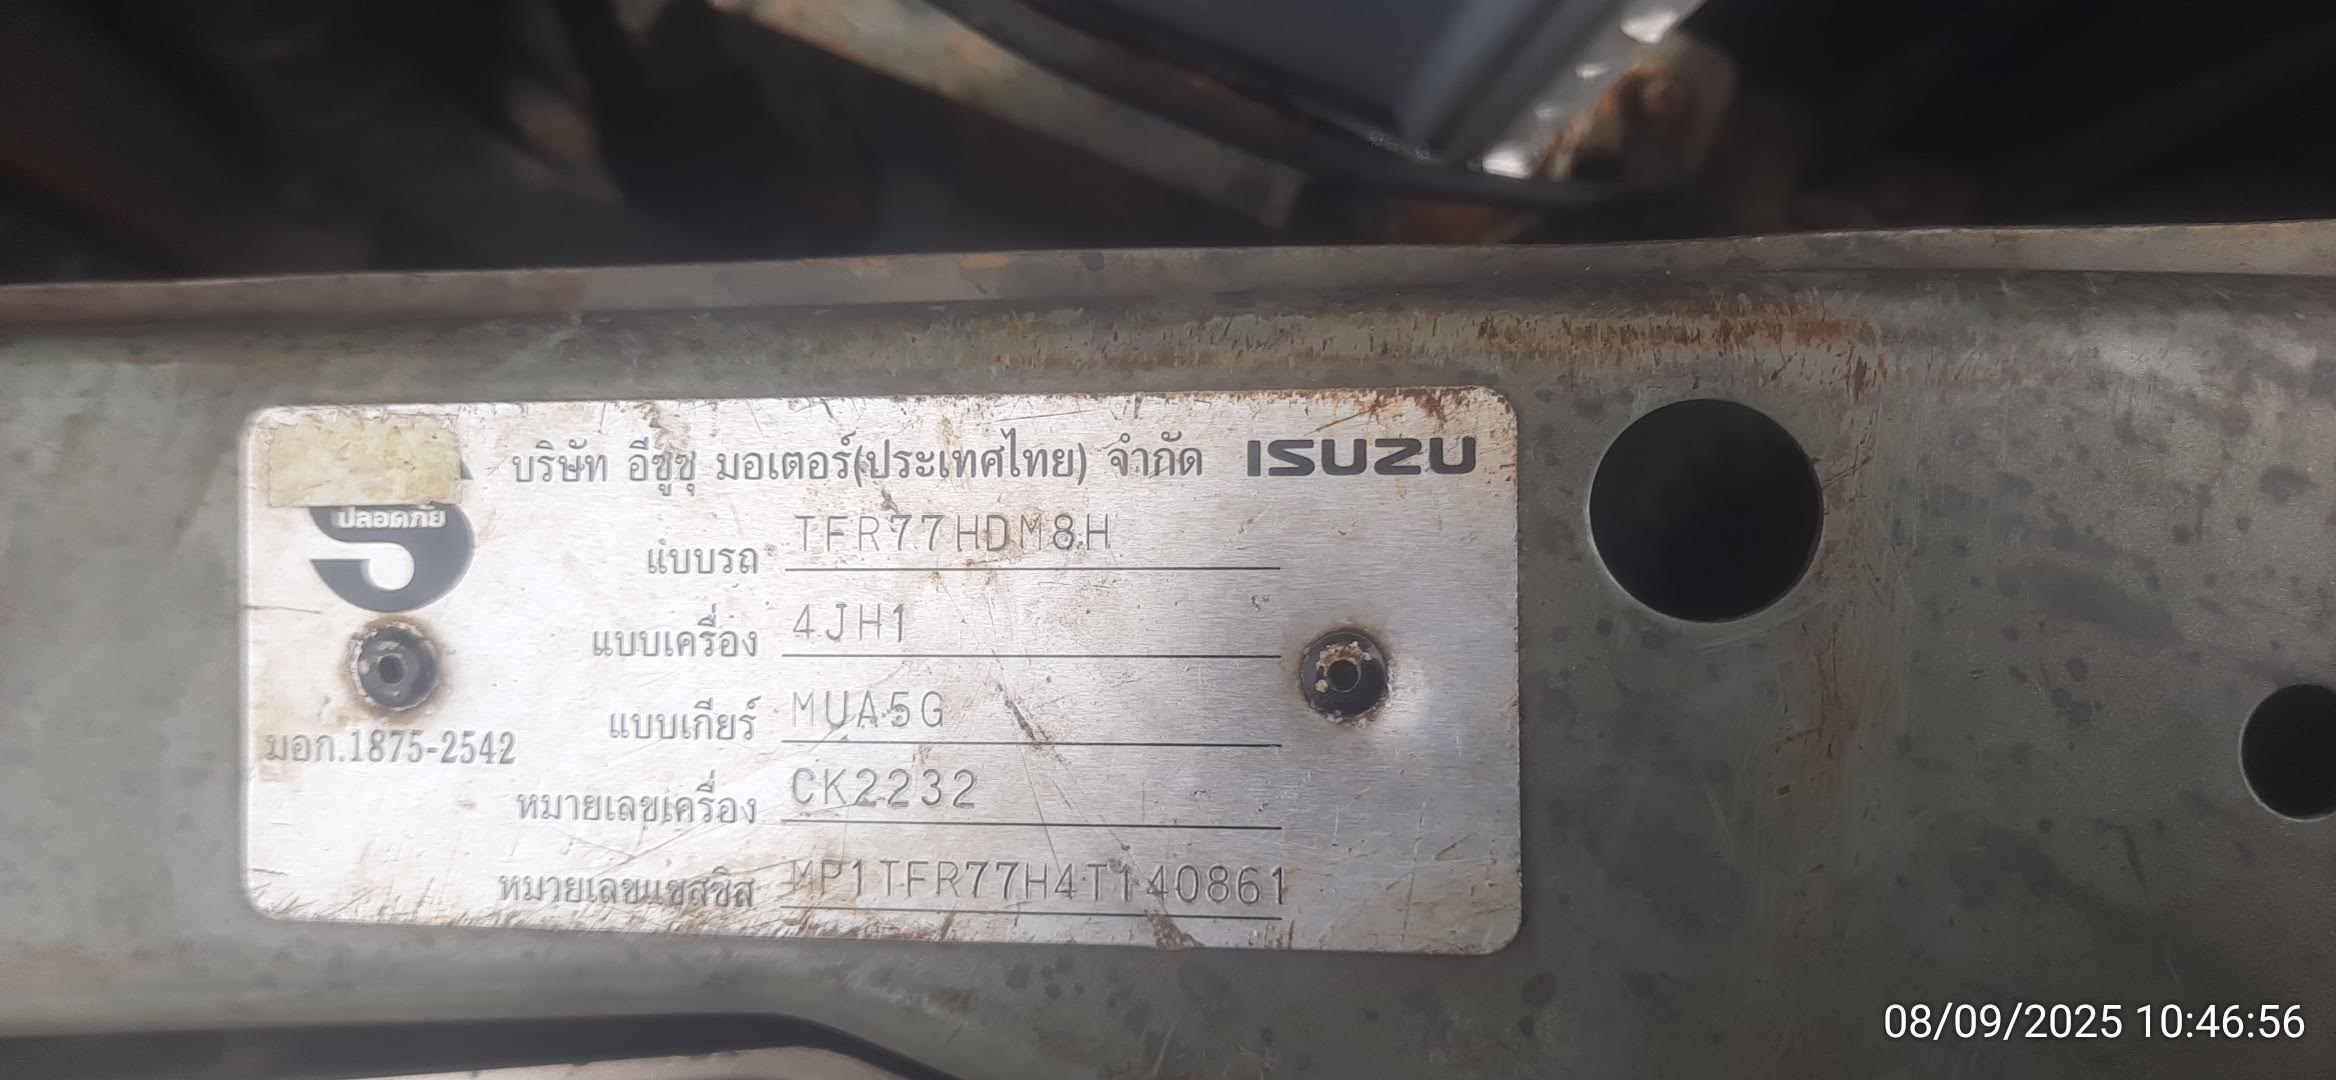 บริษัท อีซูซุ มอเตอร์(ประเทศไทย) จำกัด ISUZU
ปลอดภัย
แบบรถ TFR77HDM8H
แบบเครื่อง 4JH1
แบบเกียร์ MUA5G
มอก.1875-2542
หมายเลขเครื่อง CK2232
หมายเลขแชสซิส MP1TFR77H4T140861
08/09/2025 10:46:56